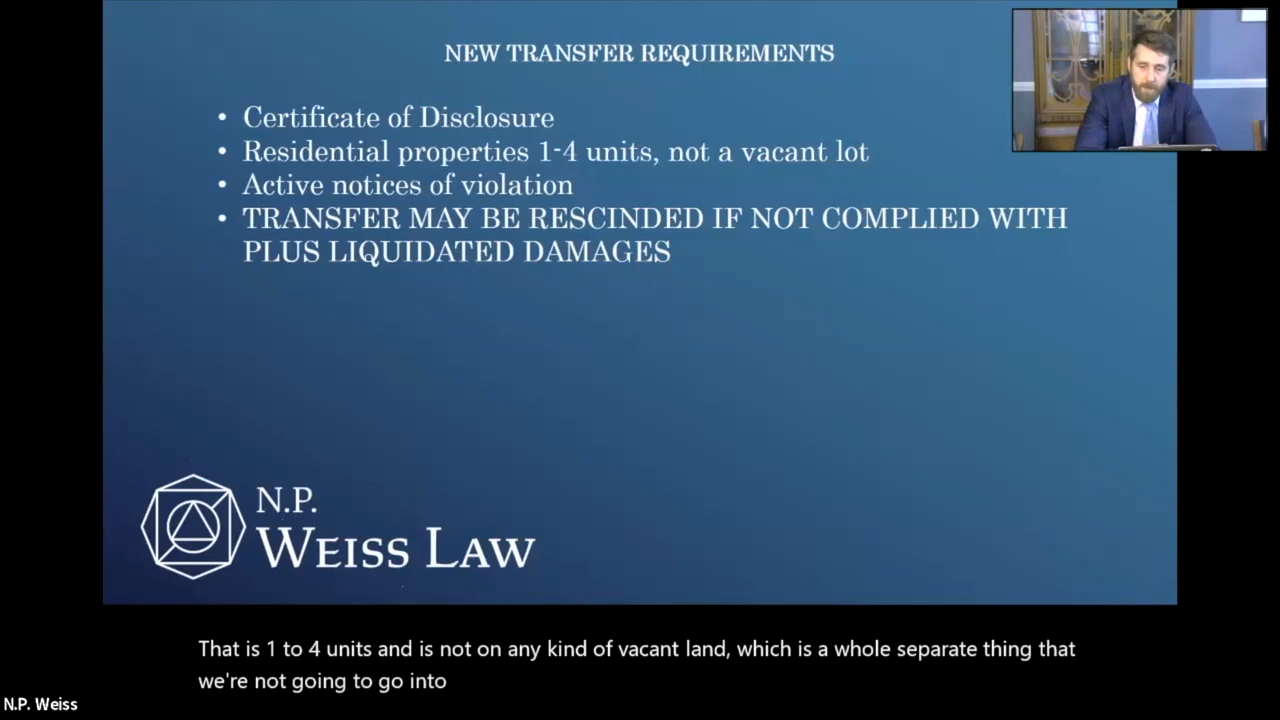 NEW TRANSFER REQUIREMENTS
• Certificate of Disclosure
• Residential properties 1-4 units, not a vacant lot
• Active notices of violation
• TRANSFER MAY BE RESCINDED IF NOT COMPLIED WITH
PLUS LIQUIDATED DAMAGES
N.P.
WEISS LAW
That is 1 to 4 units and is not on any kind of vacant land, which is a whole separate thing that
we're not going to go into
N.P. Weiss